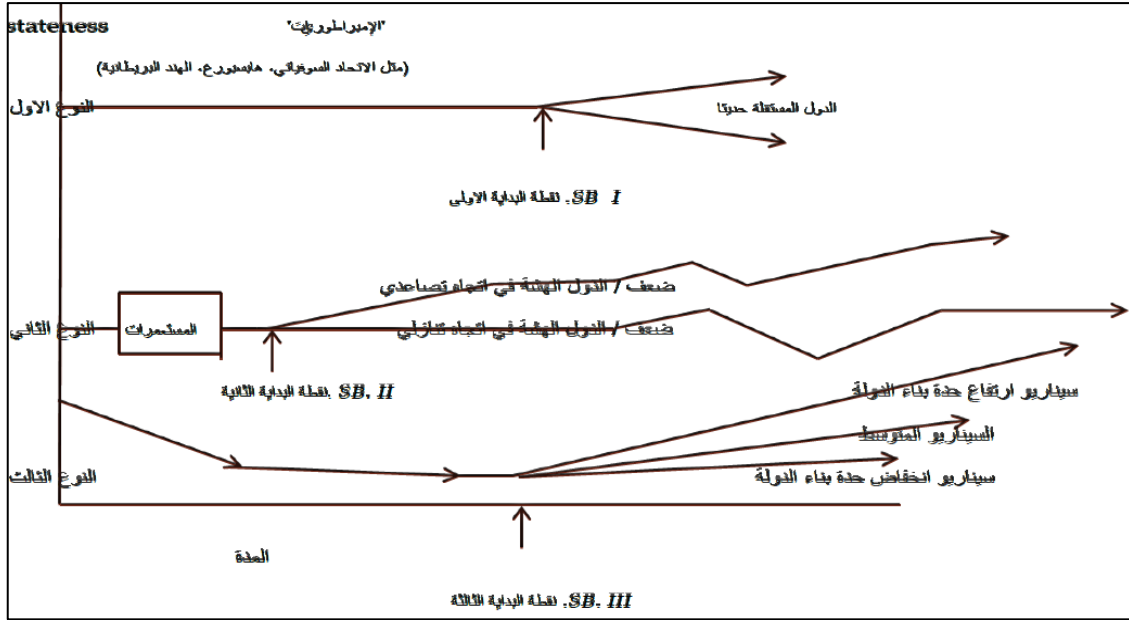 stateness
"الإمبراطوريات"
(مثل الاتحاد السوفياتي، هابسبورغ، الهند البريطانية)
النوع الاول
الدول المستقلة حديثا
SB I. نقطة البداية الاولى
ضعف / الدول الهشة في اتجاه تصاعدي
النوع الثاني
المستعمرات
ضعف / الدول الهشة في اتجاه تنازلي
SB. II. نقطة البداية الثانية
سيناريو ارتفاع حدة بناء الدولة
السيناريو المتوسط
النوع الثالث
سيناريو انخفاض حدة بناء الدولة
المدة
SB. III. نقطة البداية الثالثة